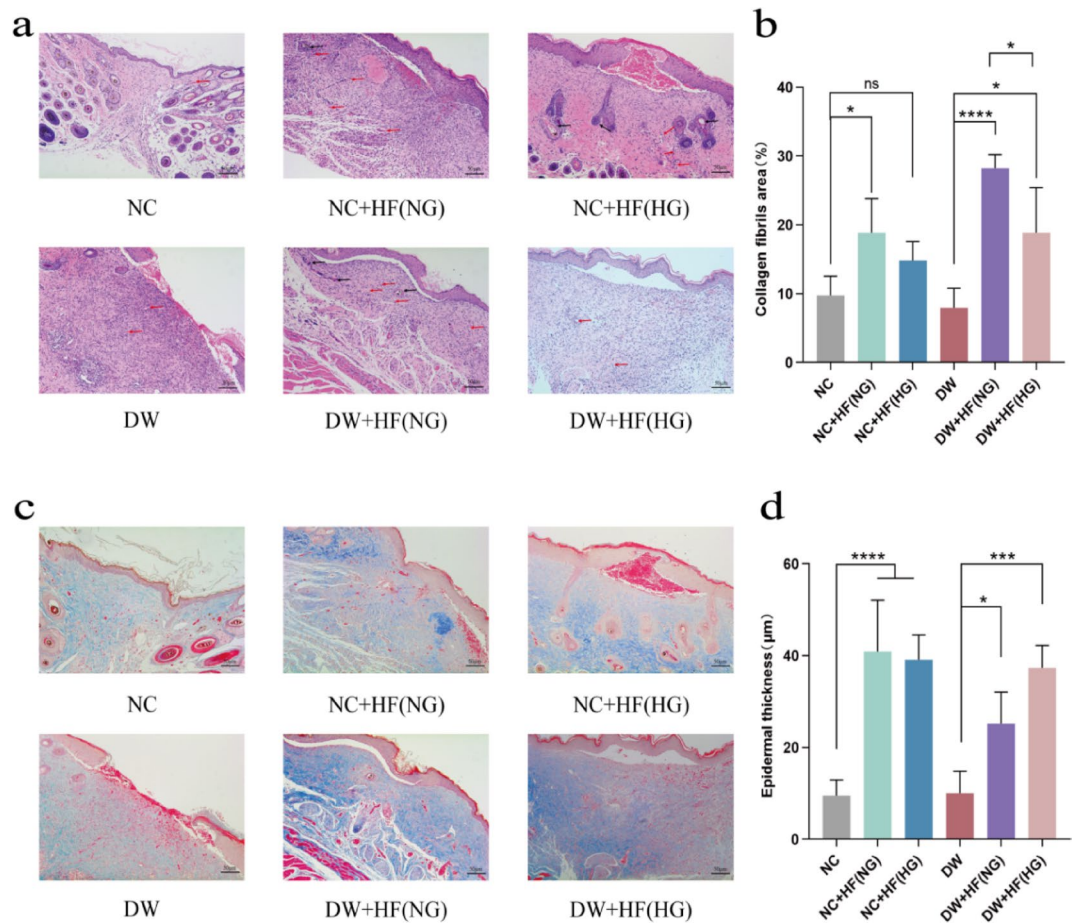 a
NC
NC+HF(NG)
NC+HF(HG)
DW
DW+HF(NG)
DW+HF(HG)
b
Collagen fibrils area (%)
40
30
20
10
0
ns
*
****
*
*
NC
NC+HF(NG)
NC+HF(HG)
DW
DW+HF(NG)
DW+HF(HG)
c
NC
NC+HF(NG)
NC+HF(HG)
DW
DW+HF(NG)
DW+HF(HG)
d
Epidermal thickness (μm)
60
40
20
0
****
***
*
NC
NC+HF(NG)
NC+HF(HG)
DW
DW+HF(NG)
DW+HF(HG)